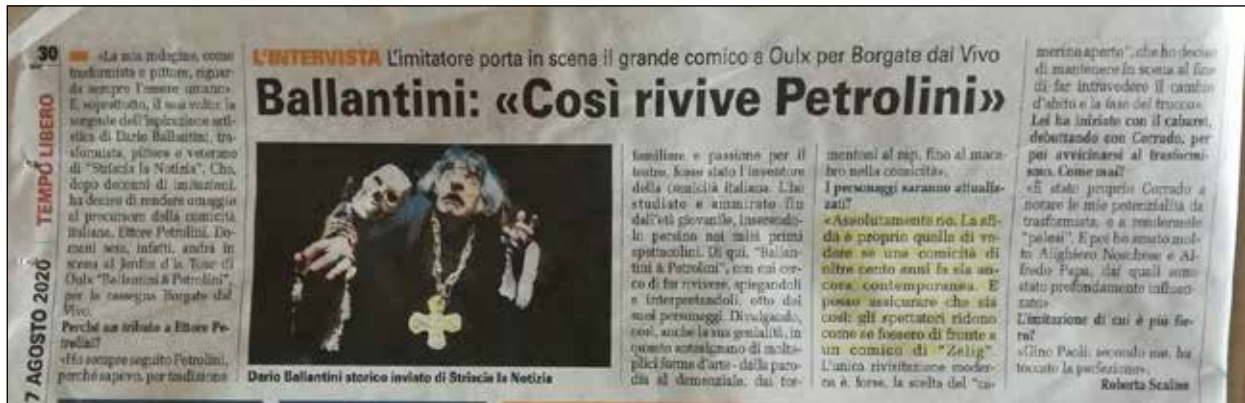 30
7 AGOSTO 2020 TEMPO LIBERO
L'INTERVISTA L'imitatore porta in scena il grande comico a Oulx per Borgate dal Vivo
Ballantini: «Così rivive Petrolini»
«La mia indagine, come
trasformista e pittore, riguar-
da sempre l'essere umano».
E, soprattutto, il suo volto: la
sorgente dell'ispirazione arti-
stica di Dario Ballantini, tra-
sformista, pittore e veterano
di "Striscia la Notizia". Che,
dopo decenni di imitazioni,
ha deciso di rendere omaggio
al precursore della comicità
italiana, Ettore Petrolini. Do-
mani sera, infatti, andrà in
scena al Jardin d'la Tour di
Oulx "Ballantini & Petrolini",
per la rassegna Borgate dal
Vivo.
Perché un tributo a Ettore Pe-
trolini?
«Ho sempre seguito Petrolini,
perché sapevo, per tradizione
Dario Ballantini storico inviato di Striscia la Notizia
familiare e passione per il
teatro, fosse stato l'inventore
della comicità italiana. L'ho
studiato e ammirato fin
dall'età giovanile, inserendo-
lo persino nei miei primi
spettacolini. Di qui, "Ballan-
tini & Petrolini", con cui cer-
co di far rivivere, spiegandoli
e interpretandoli, otto dei
suoi personaggi. Divulgando,
così, anche la sua genialità, in
quanto antesignano di molte-
plici forme d'arte - dalla paro-
dia al demenziale, dai tor-
mentoni al rap, fino al maca-
bro nella comicità».
I personaggi saranno attualiz-
zati?
«Assolutamente no. La sfi-
da è proprio quella di ve-
dere se una comicità di
oltre cento anni fa sia an-
cora contemporanea. E
posso assicurare che sia
così: gli spettatori ridono
come se fossero di fronte a
un comico di "Zelig".
L'unica rivisitazione moder-
na è, forse, la scelta del "ca-
merino aperto", che ho deciso
di mantenere in scena al fine
di far intravedere il cambio
d'abito e la fase del trucco».
Lei ha iniziato con il cabaret,
debuttando con Corrado, per
poi avvicinarsi al trasformi-
smo. Come mai?
«È stato proprio Corrado a
notare le mie potenzialità da
trasformista, e a rendermele
"palesi". E poi ho amato mol-
to Alighiero Noschese e Al-
fredo Papa, dai quali sono
stato profondamente influen-
zato».
L'imitazione di cui è più fie-
ro?
«Gino Paoli: secondo me, ha
toccato la perfezione».
Roberta Scalise